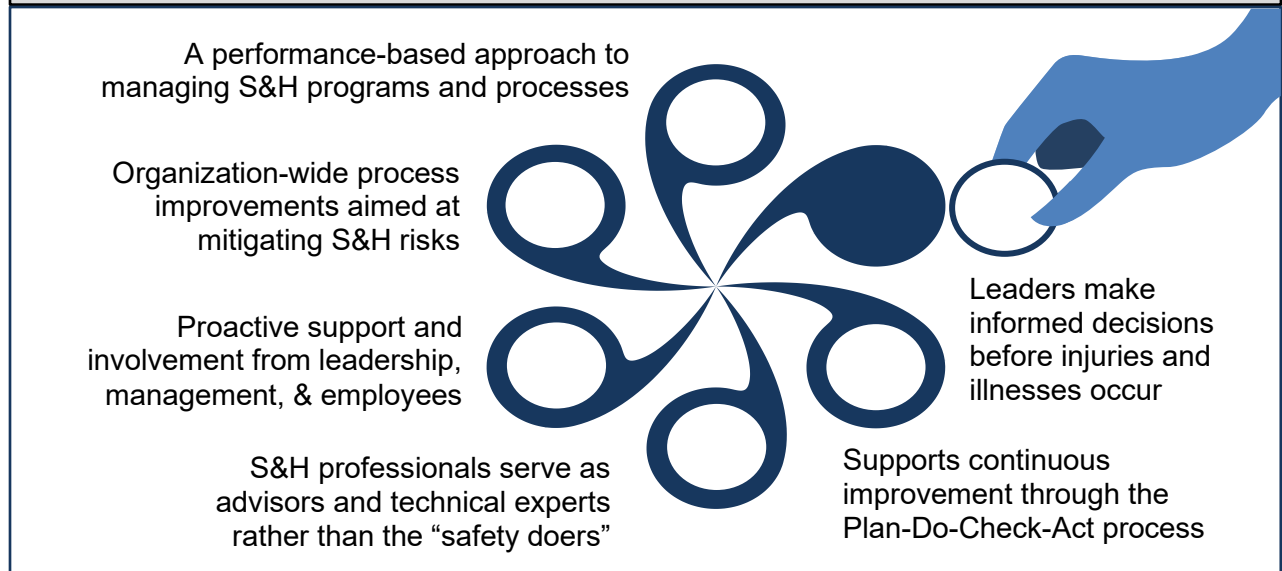 A performance-based approach to
managing S&H programs and processes
Organization-wide process
improvements aimed at
mitigating S&H risks
Proactive support and
involvement from leadership,
management, & employees
S&H professionals serve as
advisors and technical experts
rather than the “safety doers”
Leaders make
informed decisions
before injuries and
illnesses occur
Supports continuous
improvement through the
Plan-Do-Check-Act process